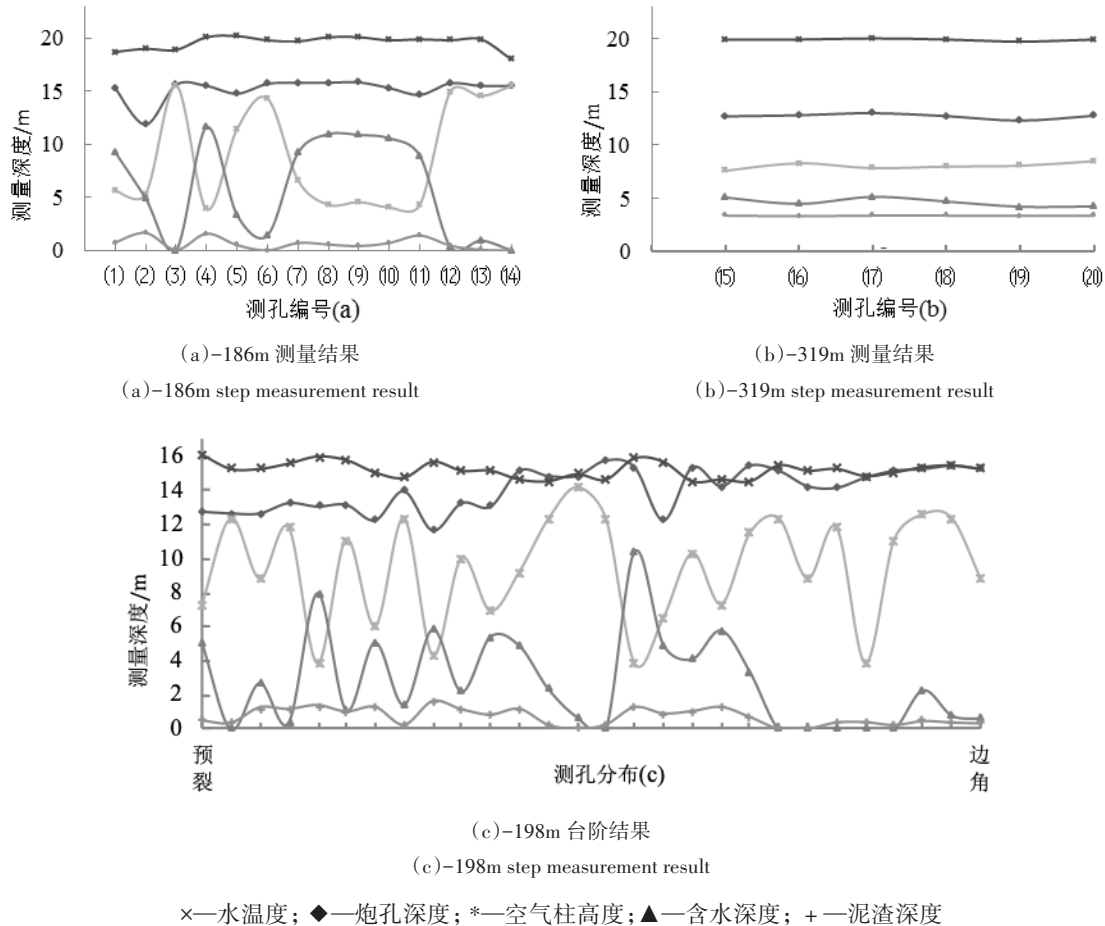 20
15
10
5
0
测量深度/m
(1) (2) (3) (4) (5) (6) (7) (8) (9) (10) (11) (12) (13) (14)
测孔编号(a)
(a)-186m 测量结果
(a)-186m step measurement result
20
15
10
5
0
测量深度/m
(15) (16) (17) (18) (19) (20)
测孔编号(b)
(b)-319m 测量结果
(b)-319m step measurement result
16
14
12
10
8
6
4
2
0
测量深度/m
预裂
测孔分布(c)
边角
(c)-198m 台阶结果
(c)-198m step measurement result
×—水温度；◆—炮孔深度；*—空气柱高度；▲—含水深度；+ —泥渣深度